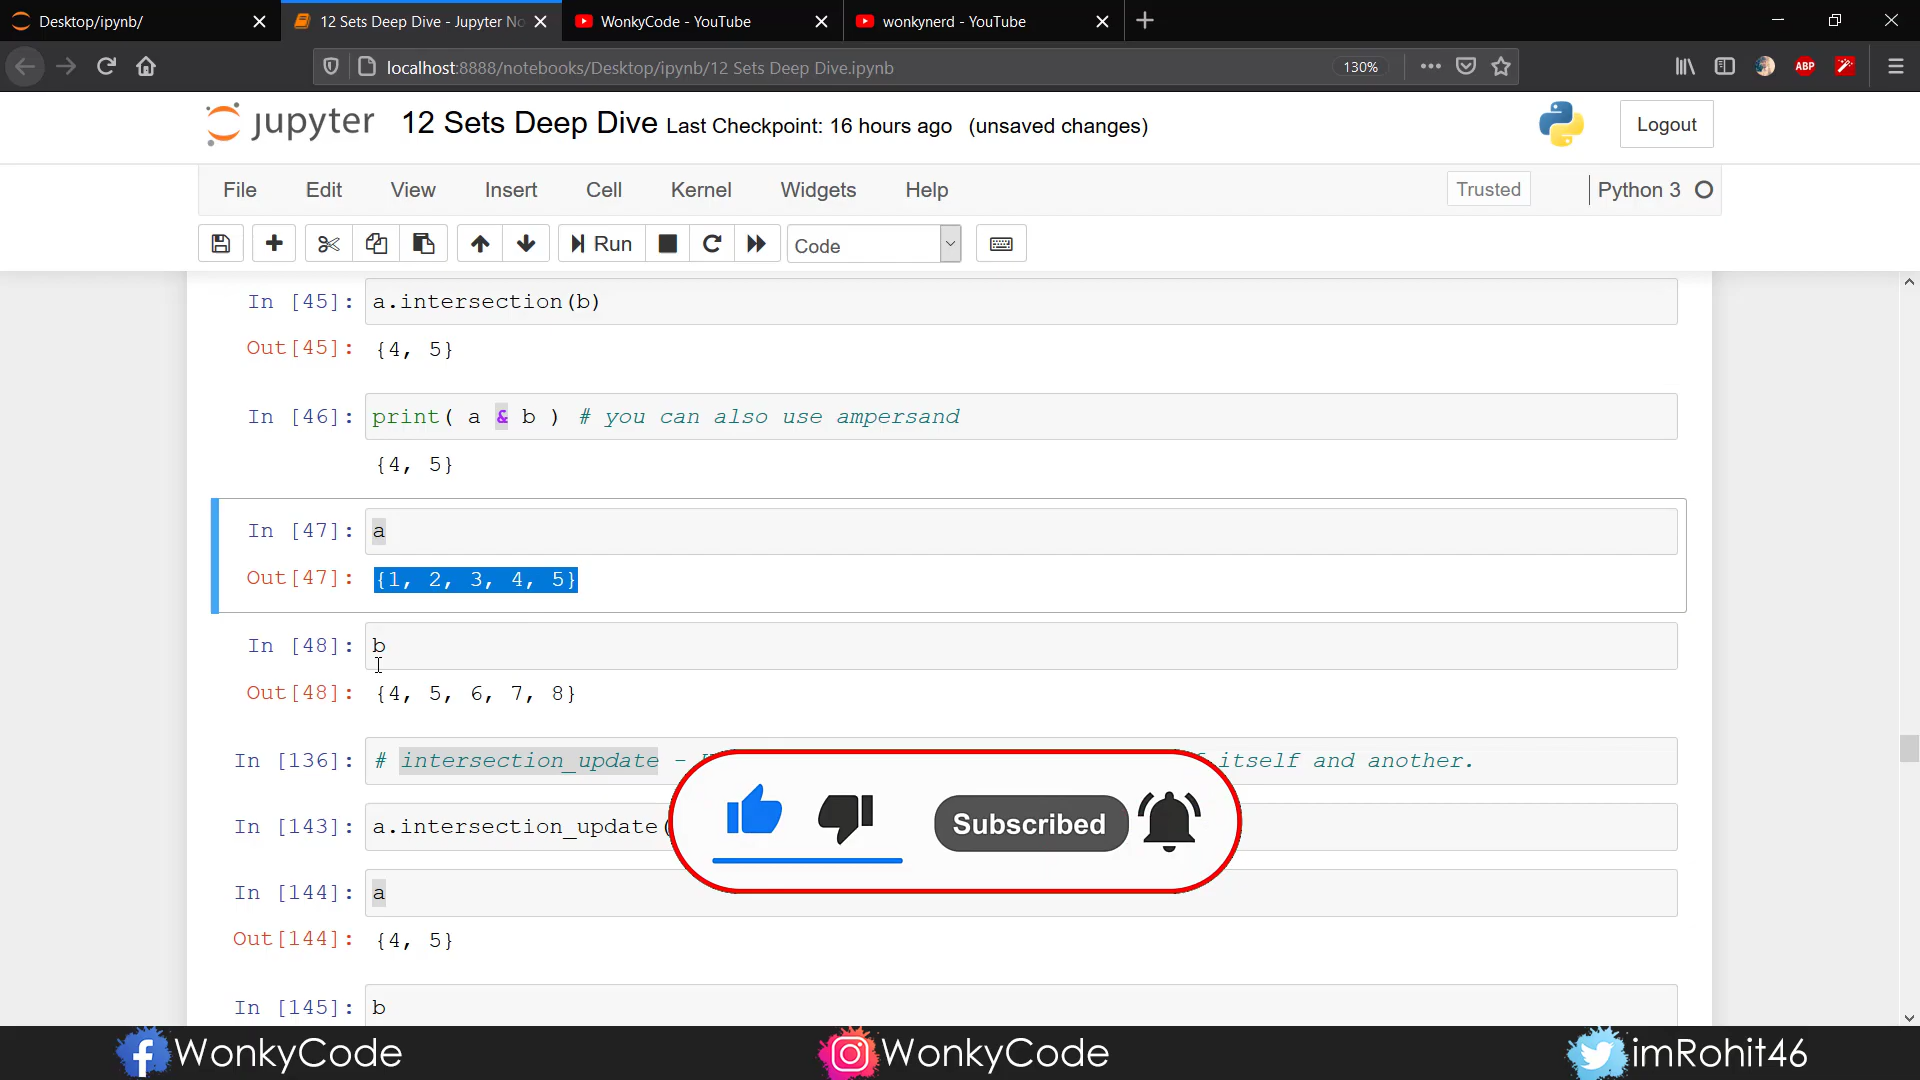 Desktop/ipynb/
12 Sets Deep Dive - Jupyter No
WonkyCode - YouTube
wonkynerd - YouTube
localhost:8888/notebooks/Desktop/ipynb/12 Sets Deep Dive.ipynb
130%
ABP
jupyter
12 Sets Deep Dive Last Checkpoint: 16 hours ago (unsaved changes)
Logout
File Edit View Insert Cell Kernel Widgets Help
Trusted
Python 3
Run
Code
In [45]: a.intersection(b)
Out[45]: {4, 5}
In [46]: print( a & b ) # you can also use ampersand
{4, 5}
In [47]: a
Out[47]: {1, 2, 3, 4, 5}
In [48]: b
Out[48]: {4, 5, 6, 7, 8}
In [136]: # intersection_update - itself and another.
In [143]: a.intersection_update(
Subscribed
In [144]: a
Out[144]: {4, 5}
In [145]: b
WonkyCode
WonkyCode
imRohit46